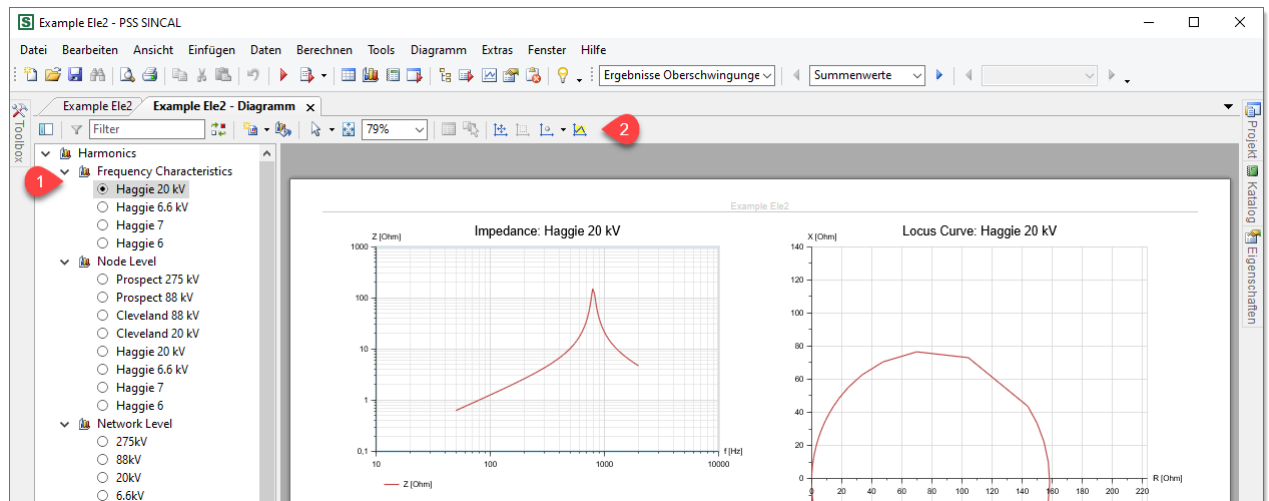 Example Ele2 - PSS SINCAL
Datei Bearbeiten Ansicht Einfügen Daten Berechnen Tools Diagramm Extras Fenster Hilfe
Ergebnisse Oberschwingunge Summenwerte
Example Ele2 Example Ele2 - Diagramm
Toolbox
Filter 79%
2
Projekt
Katalog
Eigenschaften
Harmonics
1
Frequency Characteristics
Haggie 20 kV
Haggie 6.6 kV
Haggie 7
Haggie 6
Node Level
Prospect 275 kV
Prospect 88 kV
Cleveland 88 kV
Cleveland 20 kV
Haggie 20 kV
Haggie 6.6 kV
Haggie 7
Haggie 6
Network Level
275kV
88kV
20kV
6.6kV
Example Ele2
Impedance: Haggie 20 kV
Z [Ohm]
1000
100
10
1
0,1
10 100 1000 10000
f [Hz]
Z [Ohm]
Locus Curve: Haggie 20 kV
X [Ohm]
140
120
100
80
60
40
20
0
R [Ohm]
0 20 40 60 80 100 120 140 160 180 200 220